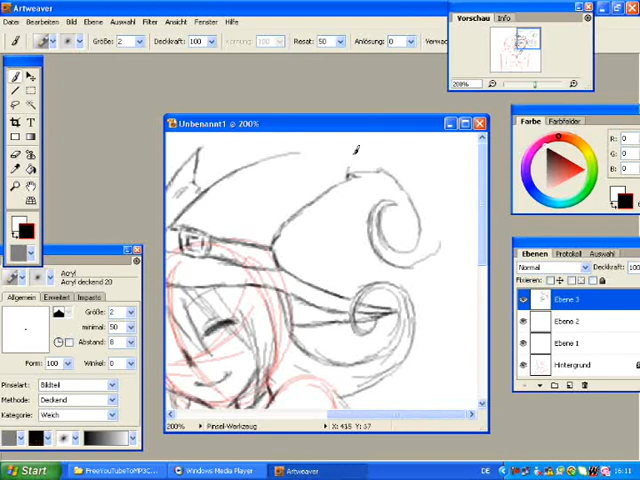 Artweaver
Datei Bearbeiten Bild Ebene Auswahl Filter Ansicht Fenster Hilfe
Größe: 2 Deckkraft: 100 Körnung: 100 Resat: 50 Anlösung: 0
Vorschau Info
200%
Unbenannt1 @ 200%
Farbe Farbfelder
R: 0
G: 0
B: 0
Acryl
Acryl deckend 20
Allgemein Erweitert Impasto
Größe: 2
minimal: 50
Abstand: 8
Form: 100 Winkel: 0
Pinselart: Bildteil
Methode: Deckend
Kategorie: Weich
Ebenen Protokoll Auswahl
Normal Deckkraft: 100
Fixieren:
Ebene 3
Ebene 2
Ebene 1
Hintergrund
200% Pinsel-Werkzeug
Start FreeYouTubeToMP3C... Windows Media Player Artweaver DE 16:11